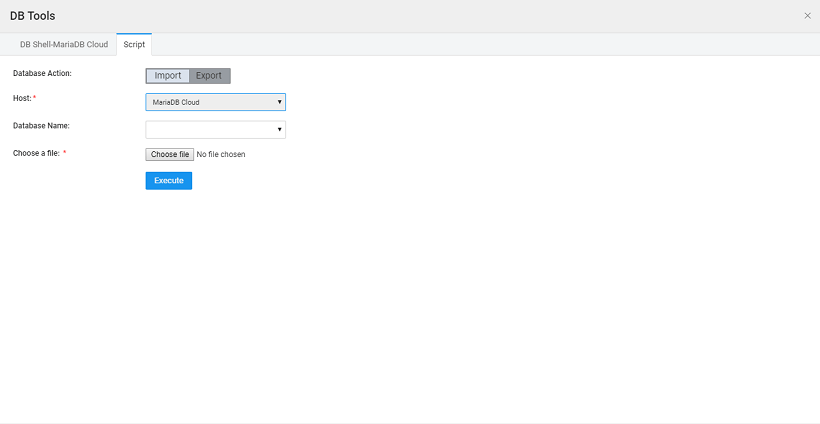 DB Tools ×
DB Shell-MariaDB Cloud Script
Database Action: Import Export
Host: * MariaDB Cloud
Database Name:
Choose a file: * Choose file No file chosen
Execute